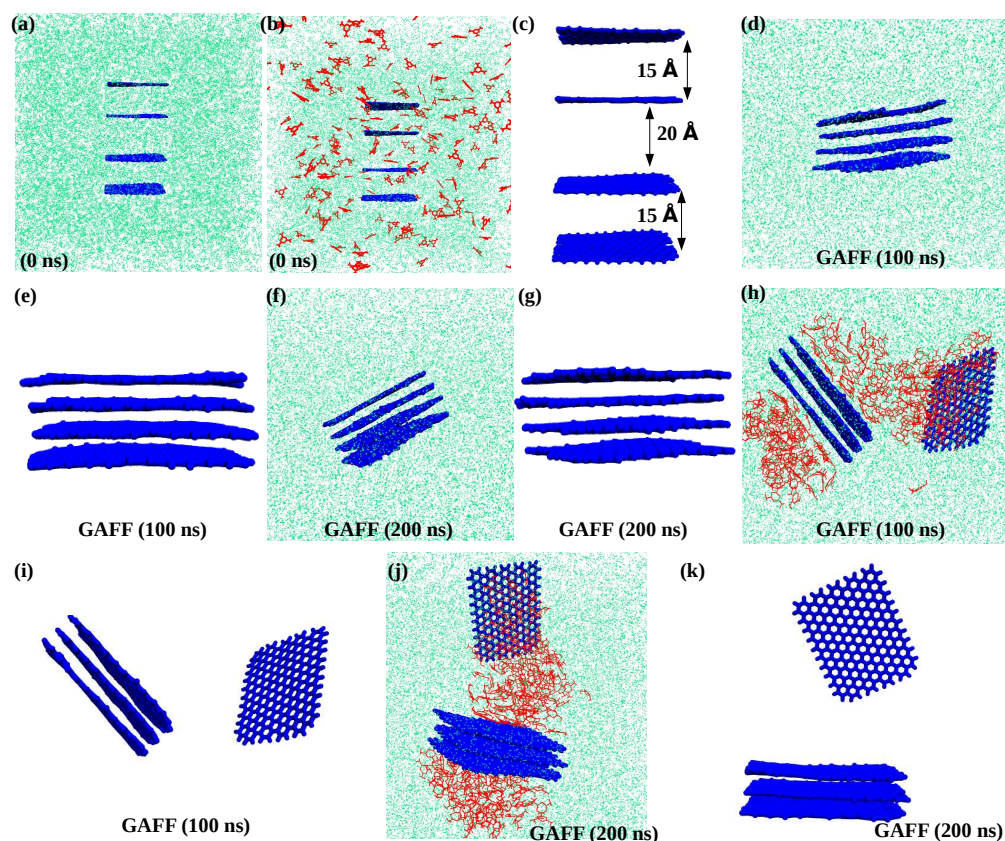 (a)
(0 ns)
(b)
(0 ns)
(c)
15 Å
20 Å
15 Å
(d)
GAFF (100 ns)
(e)
GAFF (100 ns)
(f)
GAFF (200 ns)
(g)
GAFF (200 ns)
(h)
GAFF (100 ns)
(i)
GAFF (100 ns)
(j)
GAFF (200 ns)
(k)
GAFF (200 ns)